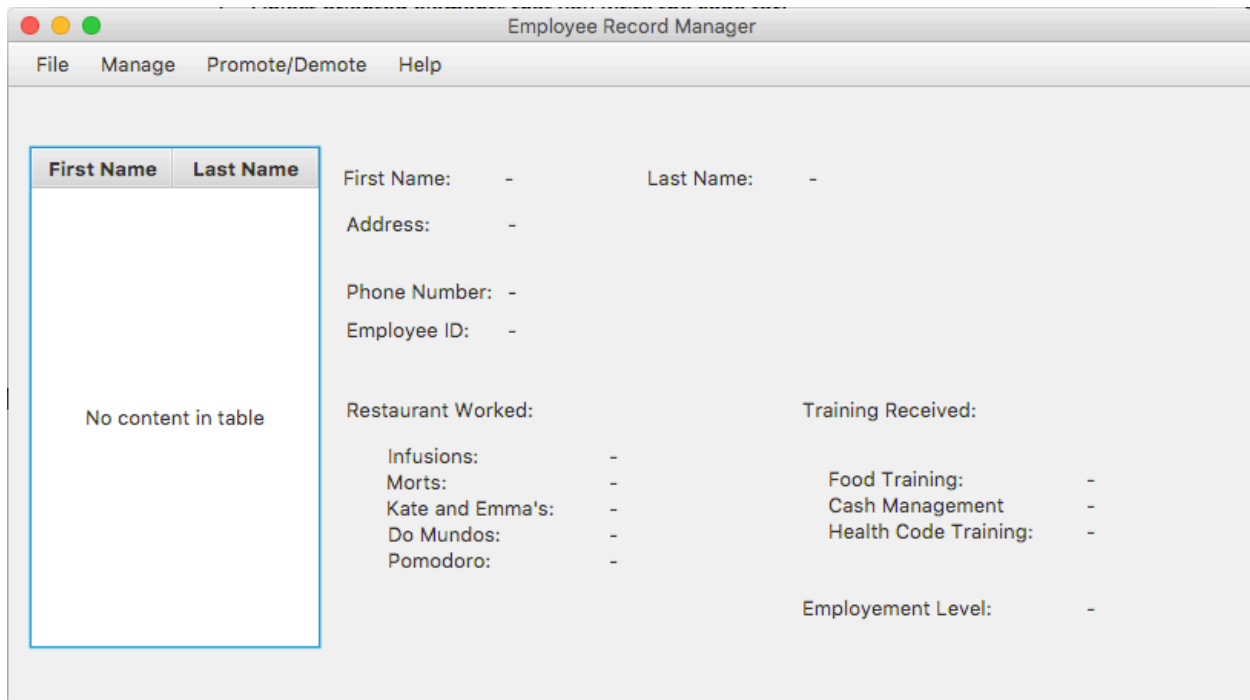 Employee Record Manager
File Manage Promote/Demote Help
First Name Last Name
No content in table
First Name: - Last Name: -
Address: -
Phone Number: -
Employee ID: -
Restaurant Worked:
Infusions: -
Morts: -
Kate and Emma's: -
Do Mundos: -
Pomodoro: -
Training Received:
Food Training: -
Cash Management -
Health Code Training: -
Employement Level: -